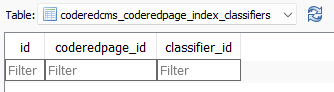 Table: coderedcms_coderedpage_index_classifiers
id coderedpage_id classifier_id
Filter Filter Filter